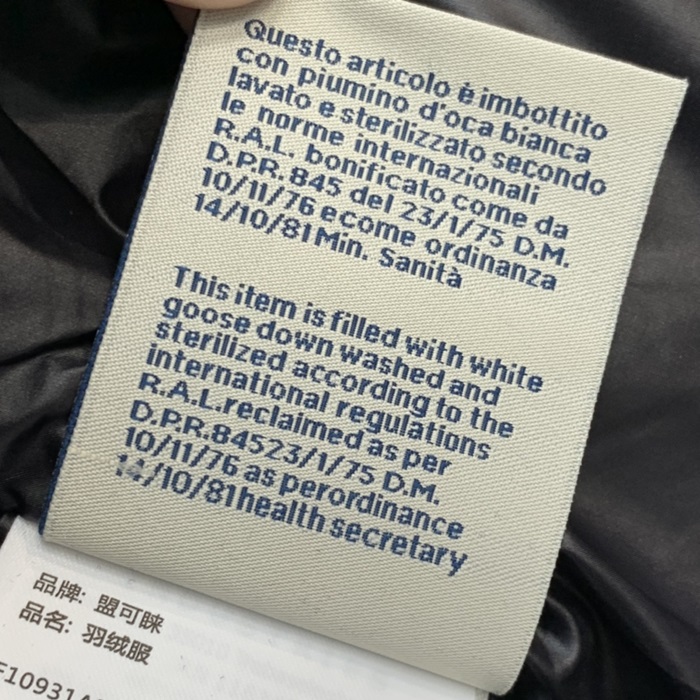 Questo articolo è imbottito
con piumino d'oca bianca
lavato e sterilizzato secondo
le norme internazionali
R.A.L. bonificato come da
D.P.R. 845 del 23/1/75 D.M.
10/11/76 e come ordinanza
14/10/81 Min. Sanità
This item is filled with white
goose down washed and
sterilized according to the
international regulations
R.A.L. reclaimed as per
D.P.R. 84523/1/75 D.M.
10/11/76 as perordinance
14/10/81 health secretary
品牌: 盟可睐
品名: 羽绒服
F10931A